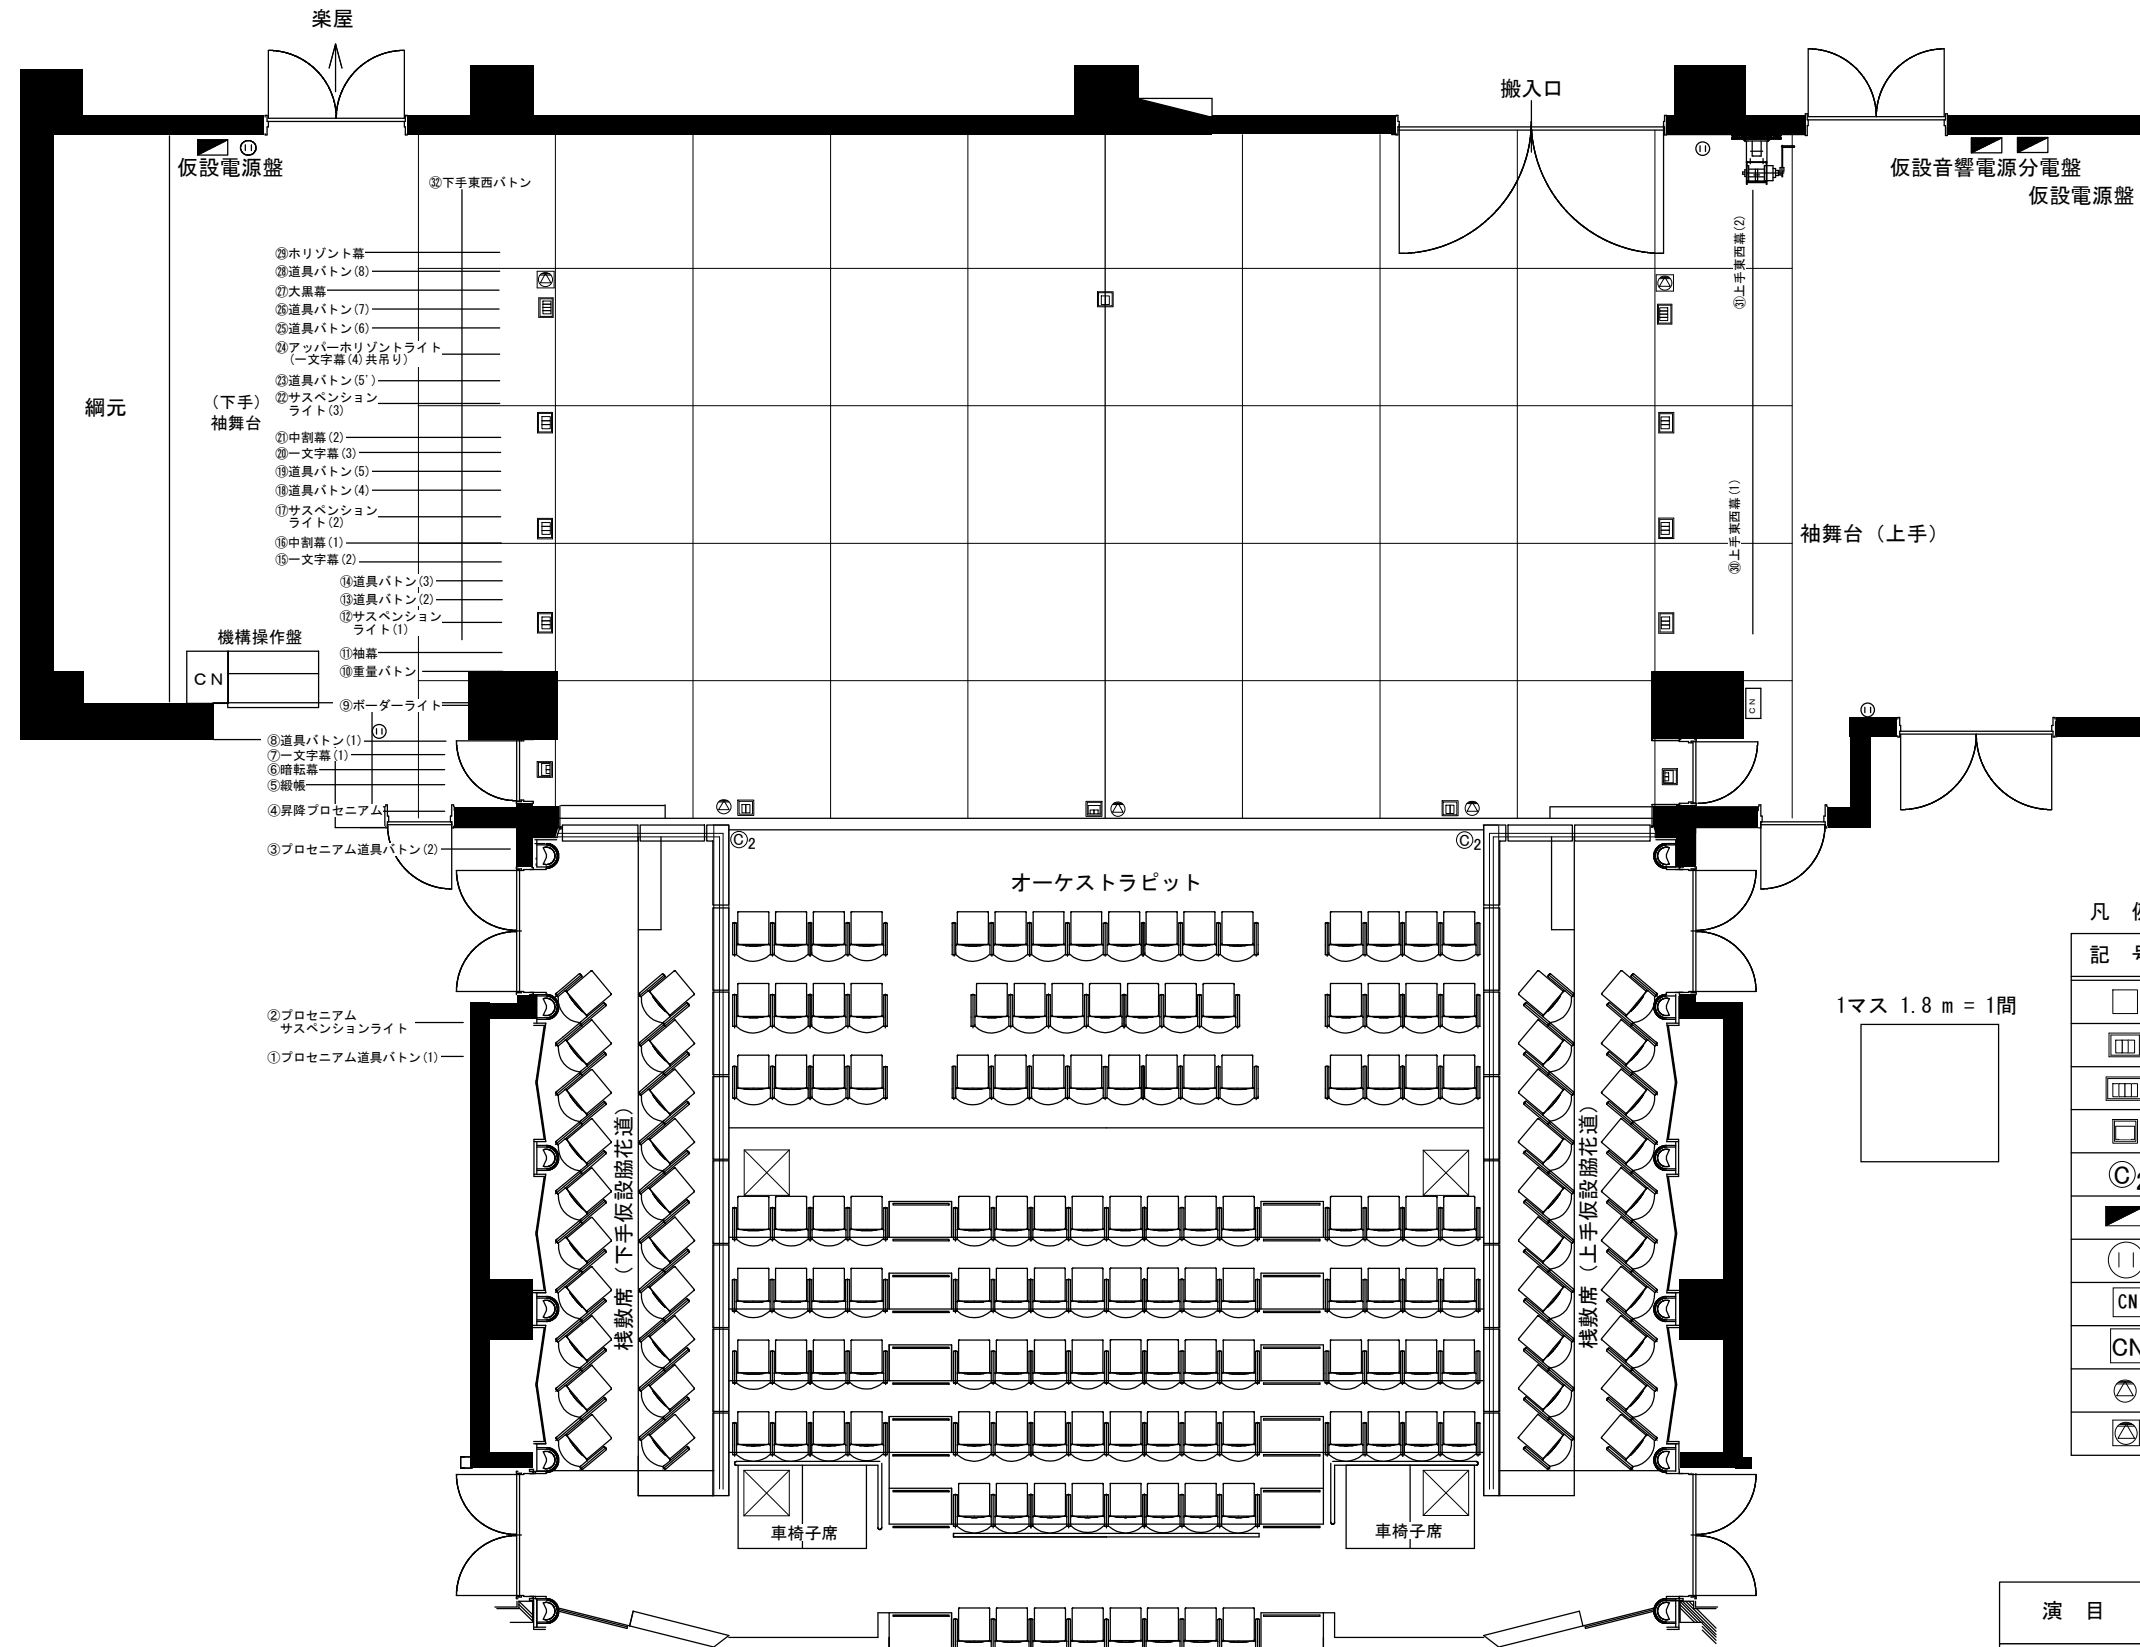 楽屋
搬入口
仮設電源盤
仮設音響電源分電盤
仮設電源盤
㉜下手東西バトン
㉙ホリゾント幕
㉘道具バトン(8)
㉗大黒幕
㉖道具バトン(7)
㉕道具バトン(6)
㉔アッパーホリゾントライト
(一文字幕(4)共吊り)
㉓道具バトン(5')
㉒サスペンション
ライト(3)
㉑中割幕(2)
⑳一文字幕(3)
⑲道具バトン(5)
⑱道具バトン(4)
⑰サスペンション
ライト(2)
⑯中割幕(1)
⑮一文字幕(2)
⑭道具バトン(3)
⑬道具バトン(2)
⑫サスペンション
ライト(1)
⑪袖幕
⑩重量バトン
⑨ボーダーライト
⑧道具バトン(1)
⑦一文字幕(1)
⑥暗転幕
⑤緞帳
④昇降プロセニアム
③プロセニアム道具バトン(2)
②プロセニアム
サスペンションライト
①プロセニアム道具バトン(1)
綱元
(下手)
袖舞台
機構操作盤
CN
㉛上手東西幕(2)
㉚上手東西幕(1)
袖舞台（上手）
CN
Ⓒ2
Ⓒ2
オーケストラピット
桟敷席（下手仮設脇花道）
桟敷席（上手仮設脇花道）
車椅子席
車椅子席
1マス 1.8 m = 1間
凡
記
Ⓒ
CN
CN
演 目